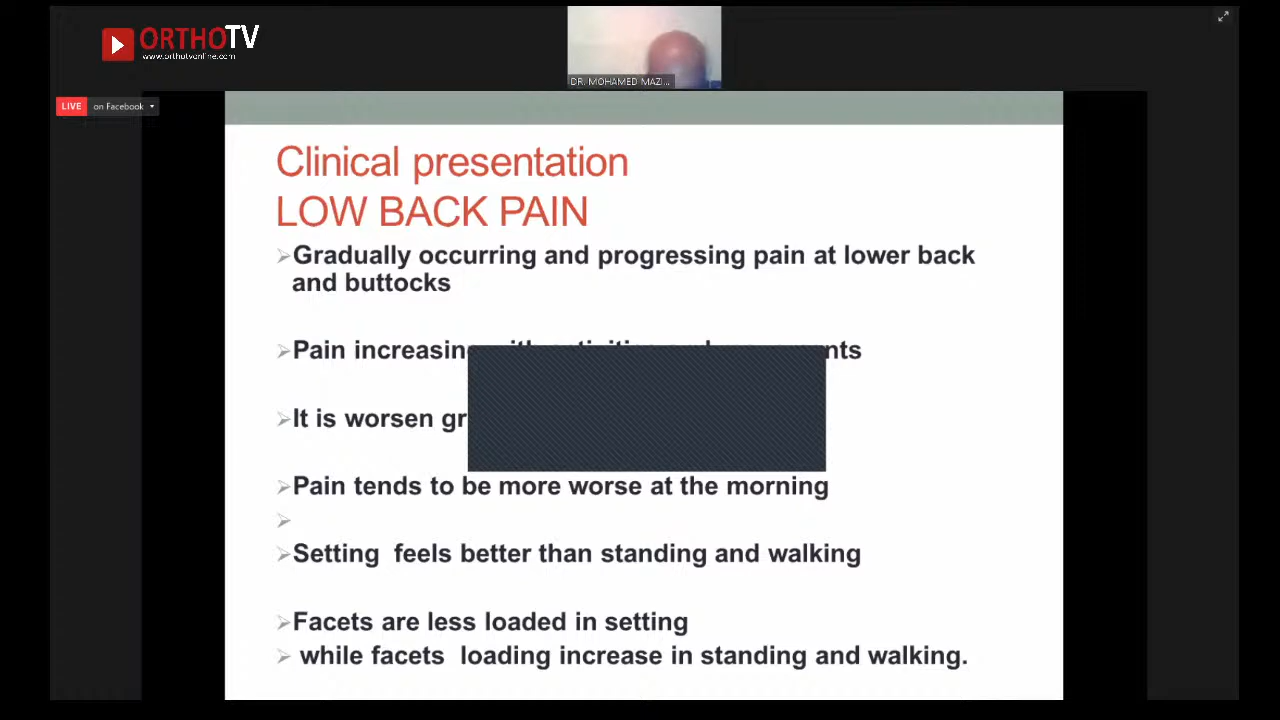 ORTHOTV
www.orthotvonline.com
DR. MOHAMED MAZI...
LIVE on Facebook
Clinical presentation
LOW BACK PAIN
➢Gradually occurring and progressing pain at lower back
and buttocks
➢Pain increasing
➢It is worsen
➢Pain tends to be more worse at the morning
➢
➢Setting feels better than standing and walking
➢Facets are less loaded in setting
➢ while facets loading increase in standing and walking.